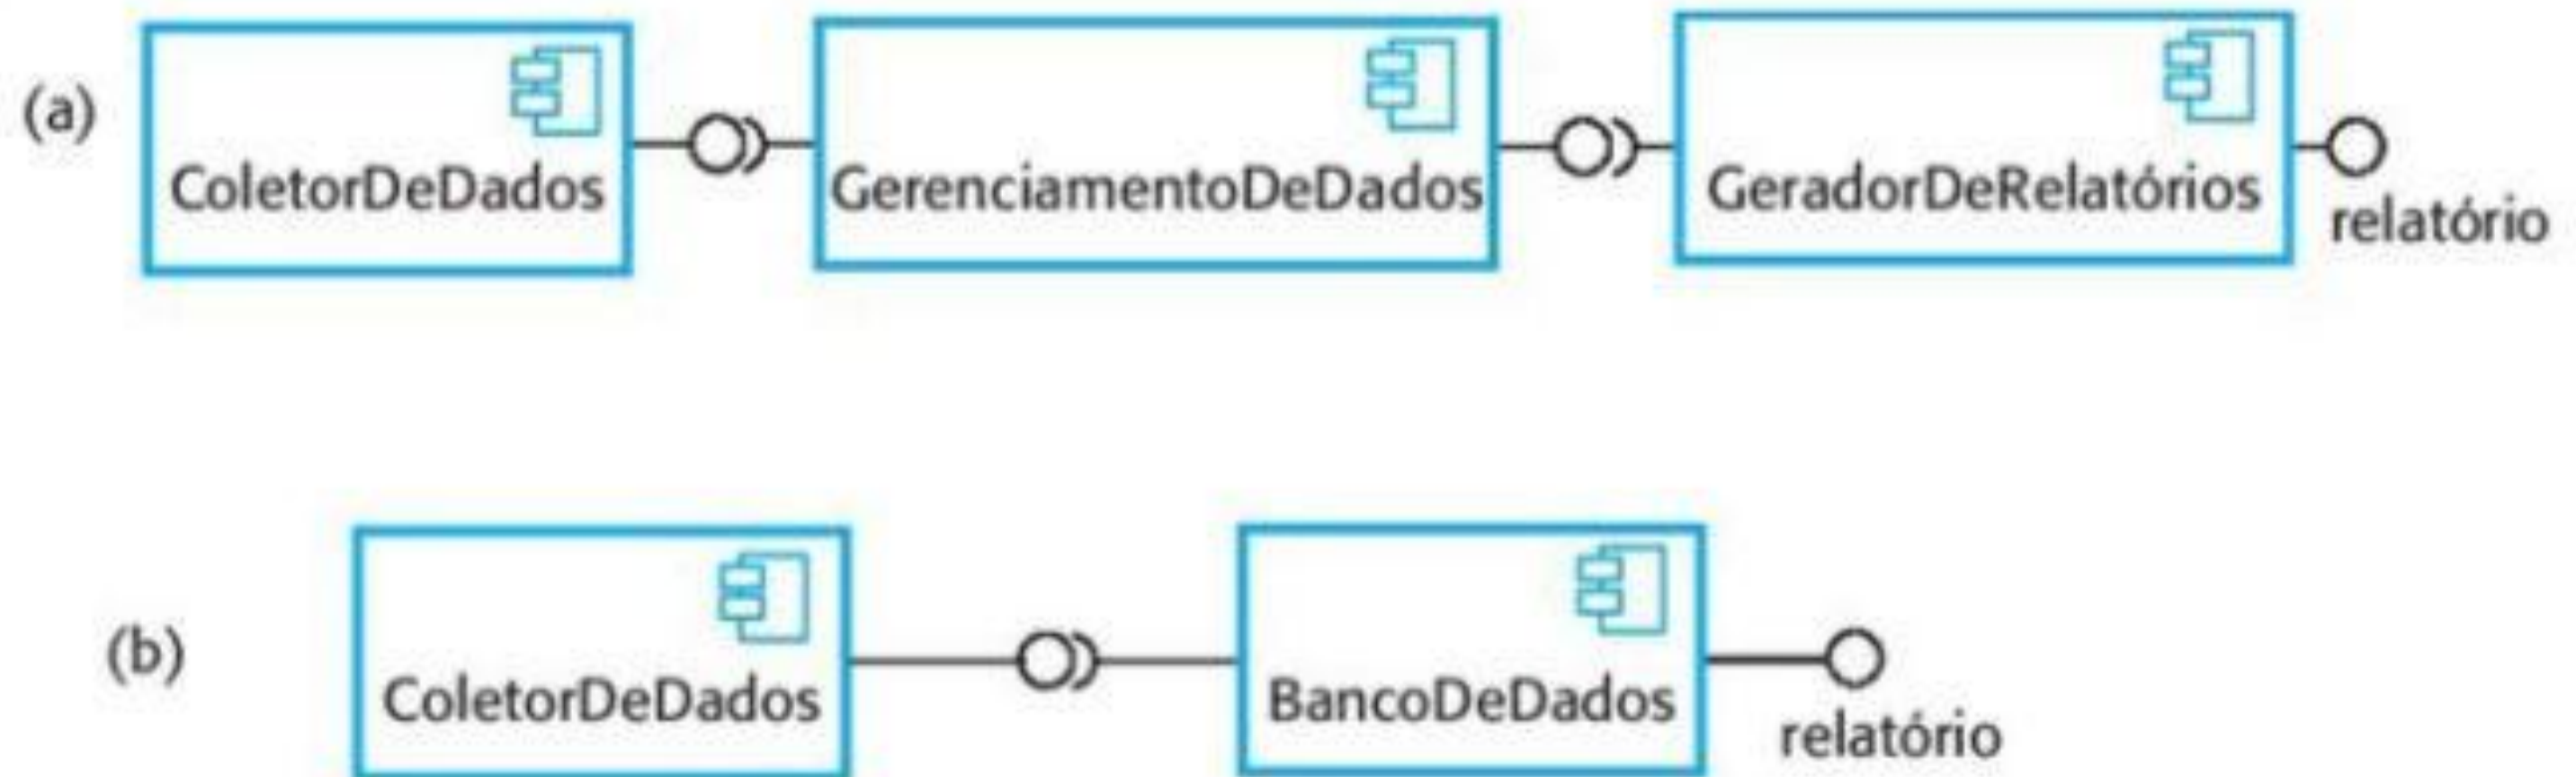 (a)
ColetorDeDados
GerenciamentoDeDados
GeradorDeRelatórios
relatório
(b)
ColetorDeDados
BancoDeDados
relatório